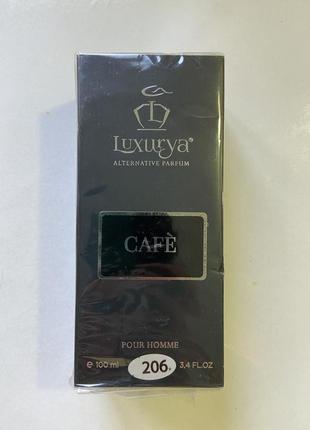 Luxurya®
ALTERNATIVE PARFUM
CAFÈ
POUR HOMME
e 100 ml 206. 3,4 FL.OZ